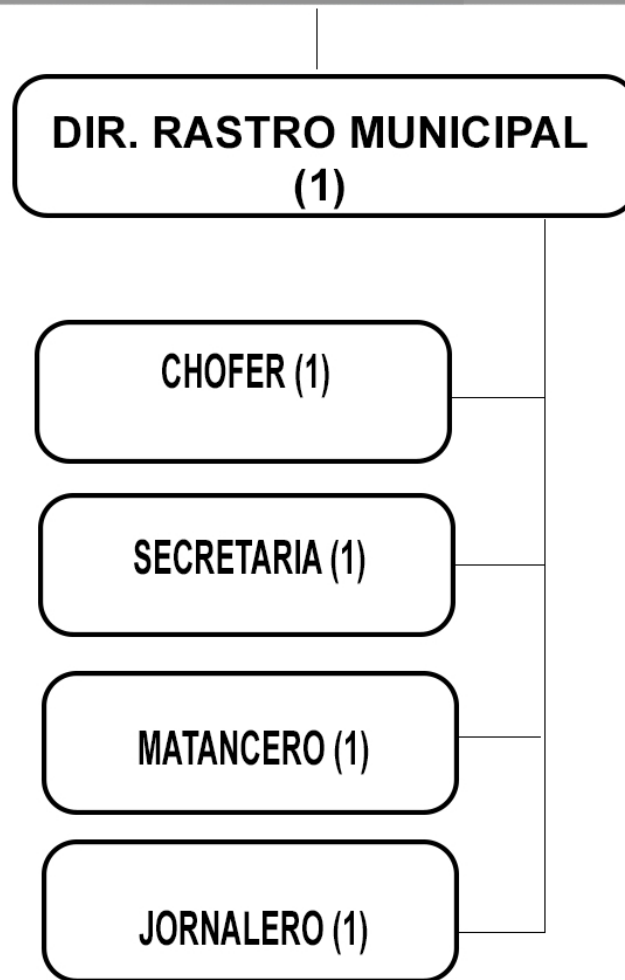 DIR. RASTRO MUNICIPAL
(1)
CHOFER (1)
SECRETARIA (1)
MATANCERO (1)
JORNALERO (1)